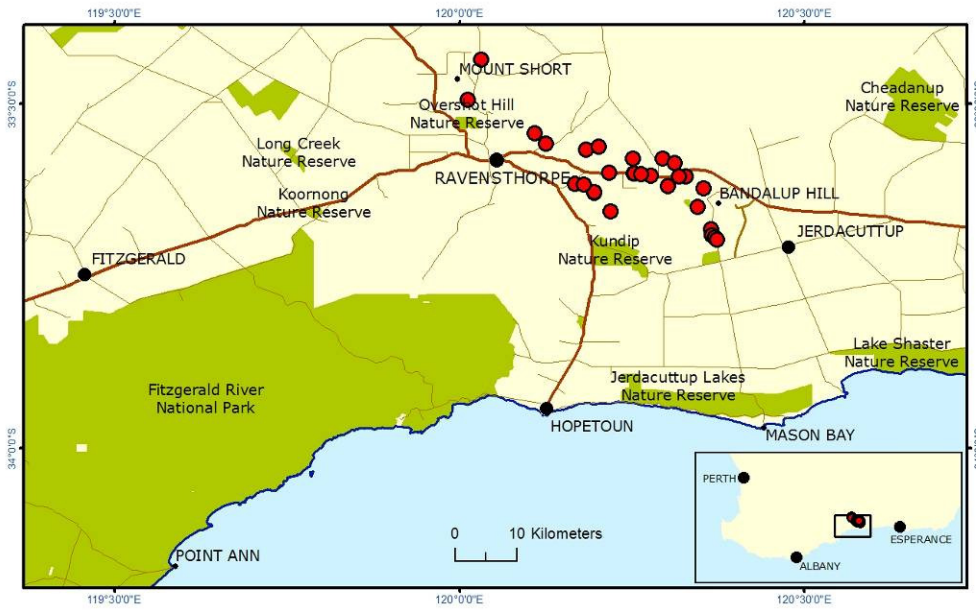 119°30'0"E
120°0'0"E
120°30'0"E
MOUNT SHORT
Cheadanup
Nature Reserve
33°30'0"S
Overshot Hill
Nature Reserve
Long Creek
Nature Reserve
RAVENSTHORPE
Koornong
Nature Reserve
BANDALUP HILL
JERDACUTTUP
Kundip
Nature Reserve
FITZGERALD
Lake Shaster
Nature Reserve
Fitzgerald River
National Park
Jerdacuttup Lakes
Nature Reserve
HOPETOUN
MASON BAY
34°0'0"S
PERTH
ESPERANCE
ALBANY
0 10 Kilometers
POINT ANN
119°30'0"E
120°0'0"E
120°30'0"E